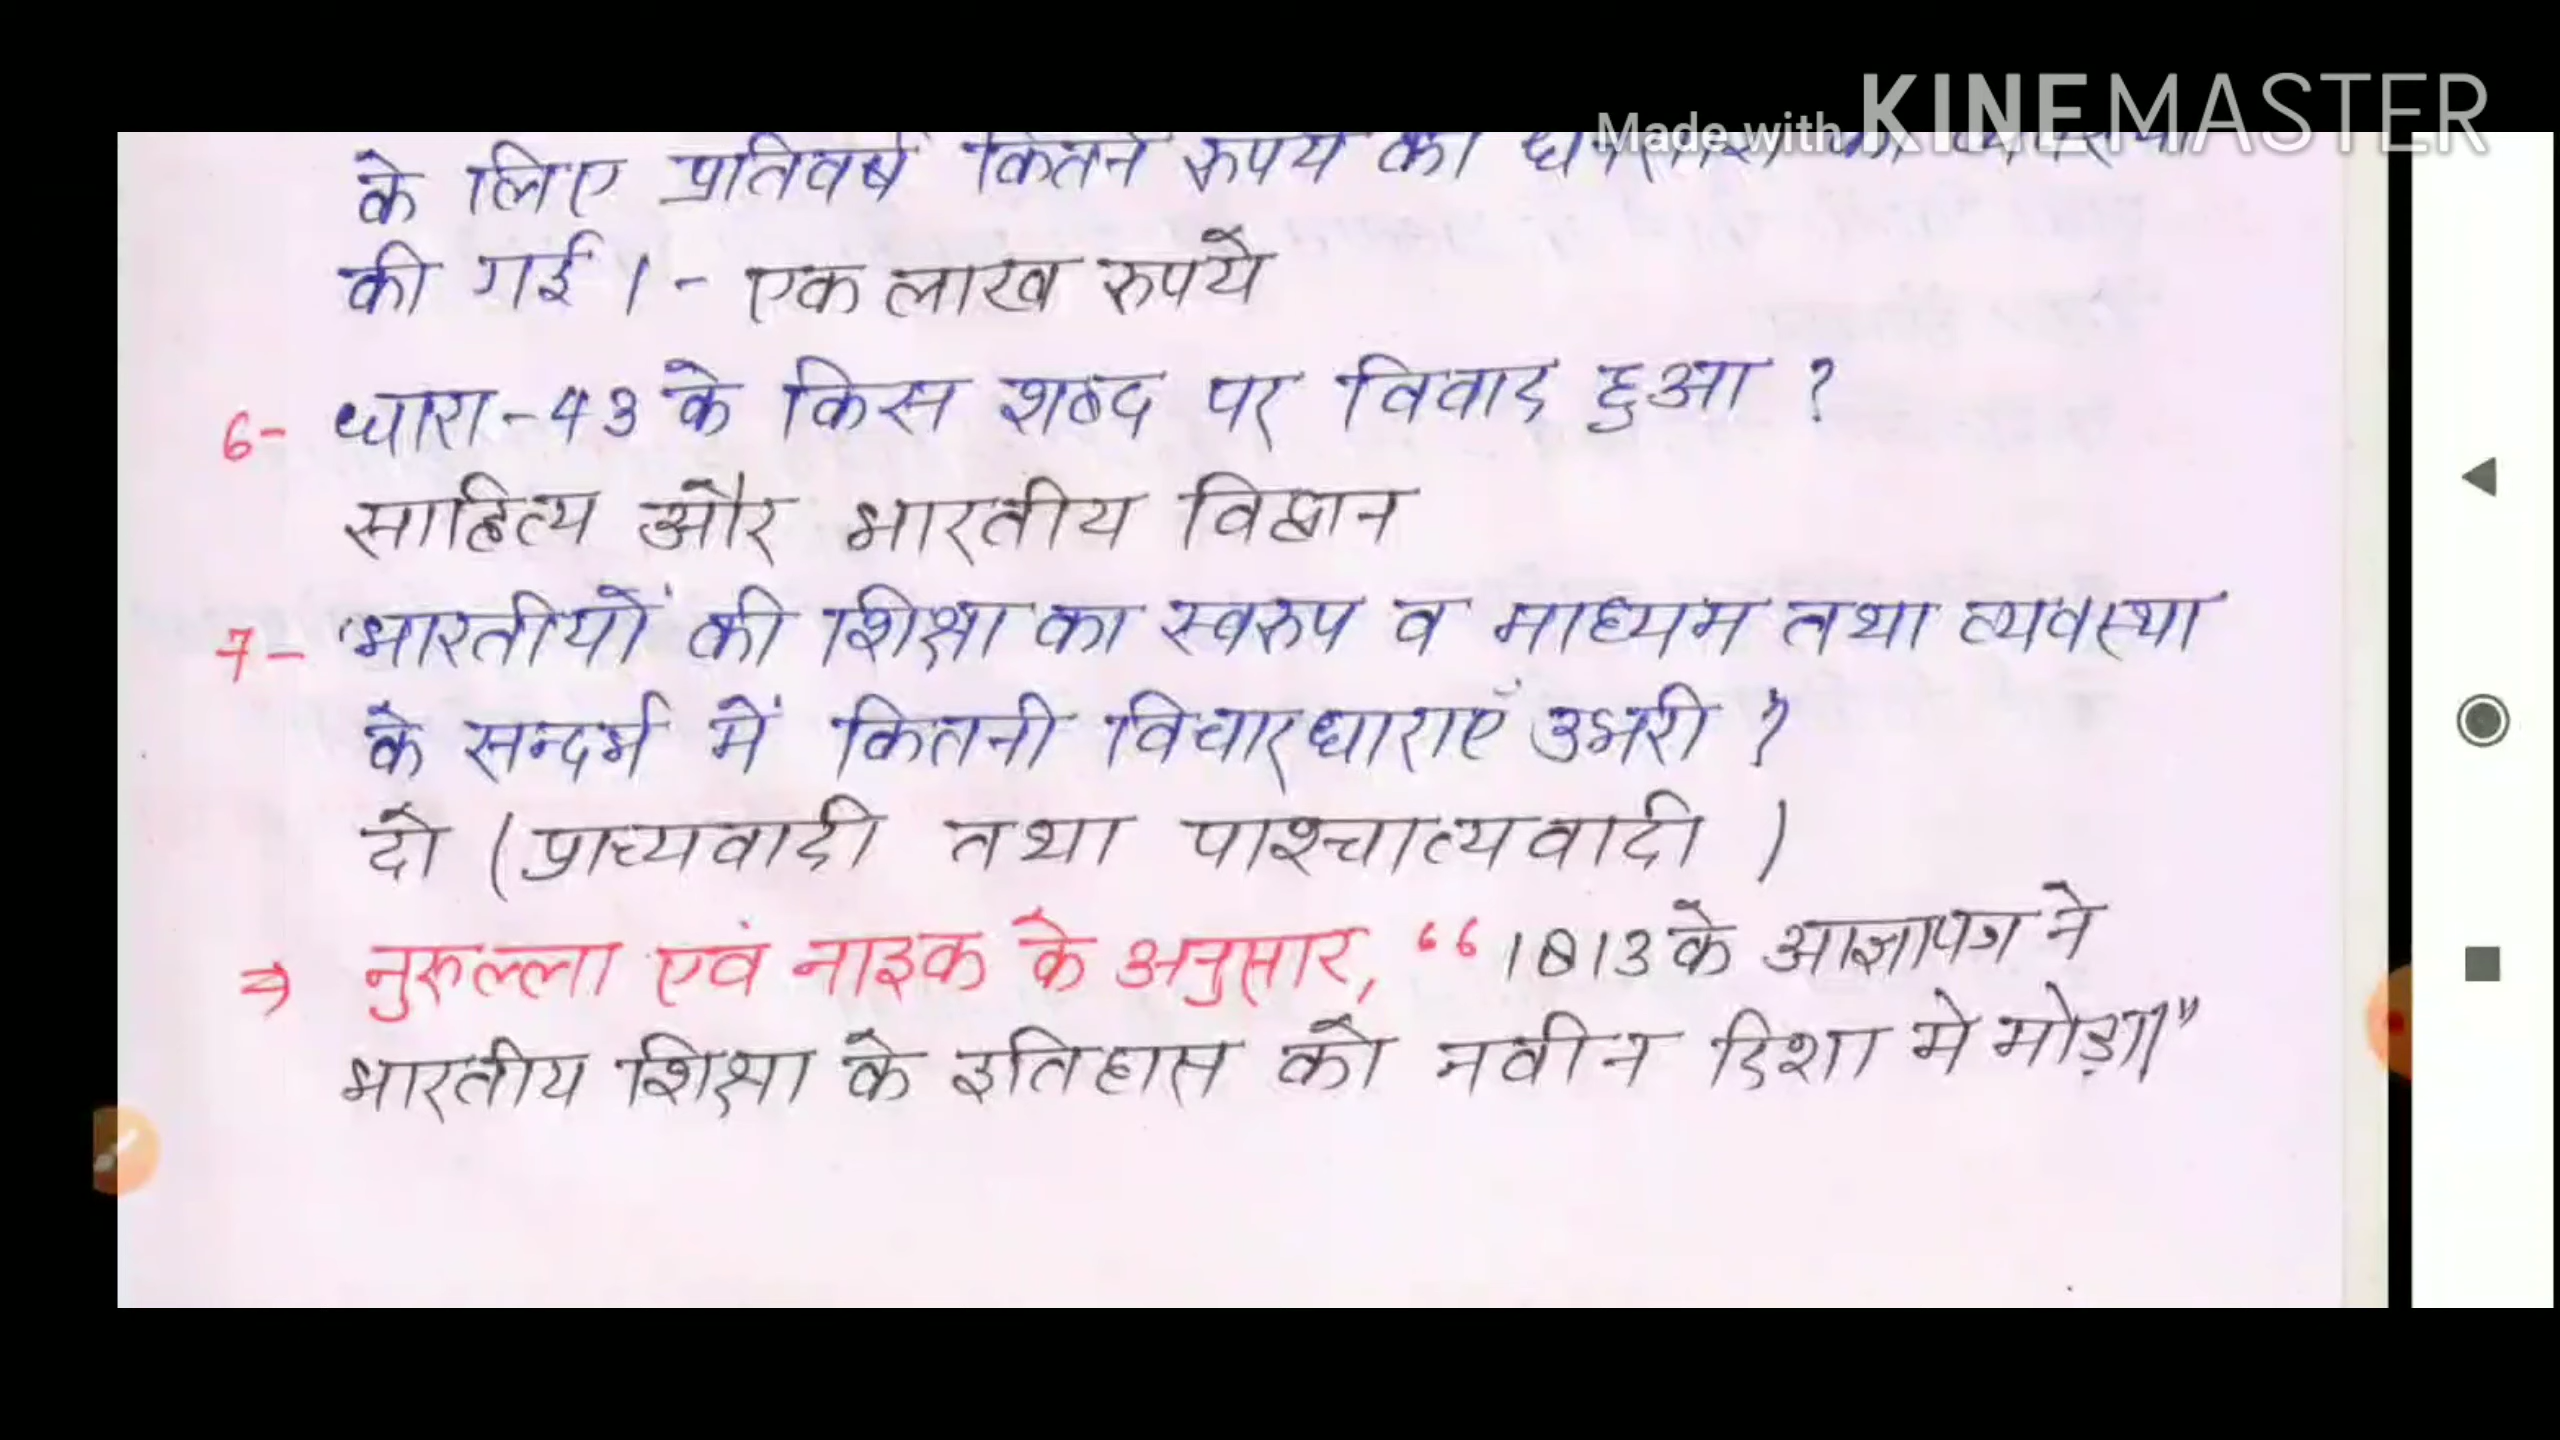 Made with KINEMASTER
के लिए प्रतिवर्ष कितने रुपये की
की गई।- एक लाख रुपये
6- धारा-43 के किस शब्द पर विवाद हुआ ?
साहित्य और भारतीय विद्वान
7- भारतीयों की शिक्षा का स्वरुप व माध्यम तथा व्यवस्था
के सन्दर्भ में कितनी विचारधाराएँ उभरी ?
दो (प्राच्यवादी तथा पाश्चात्यवादी )
⇒ नुरुल्ला एवं नाइक के अनुसार, “1813 के आज्ञापत्र ने
भारतीय शिक्षा के इतिहास को नवीन दिशा मे मोड़ा।”